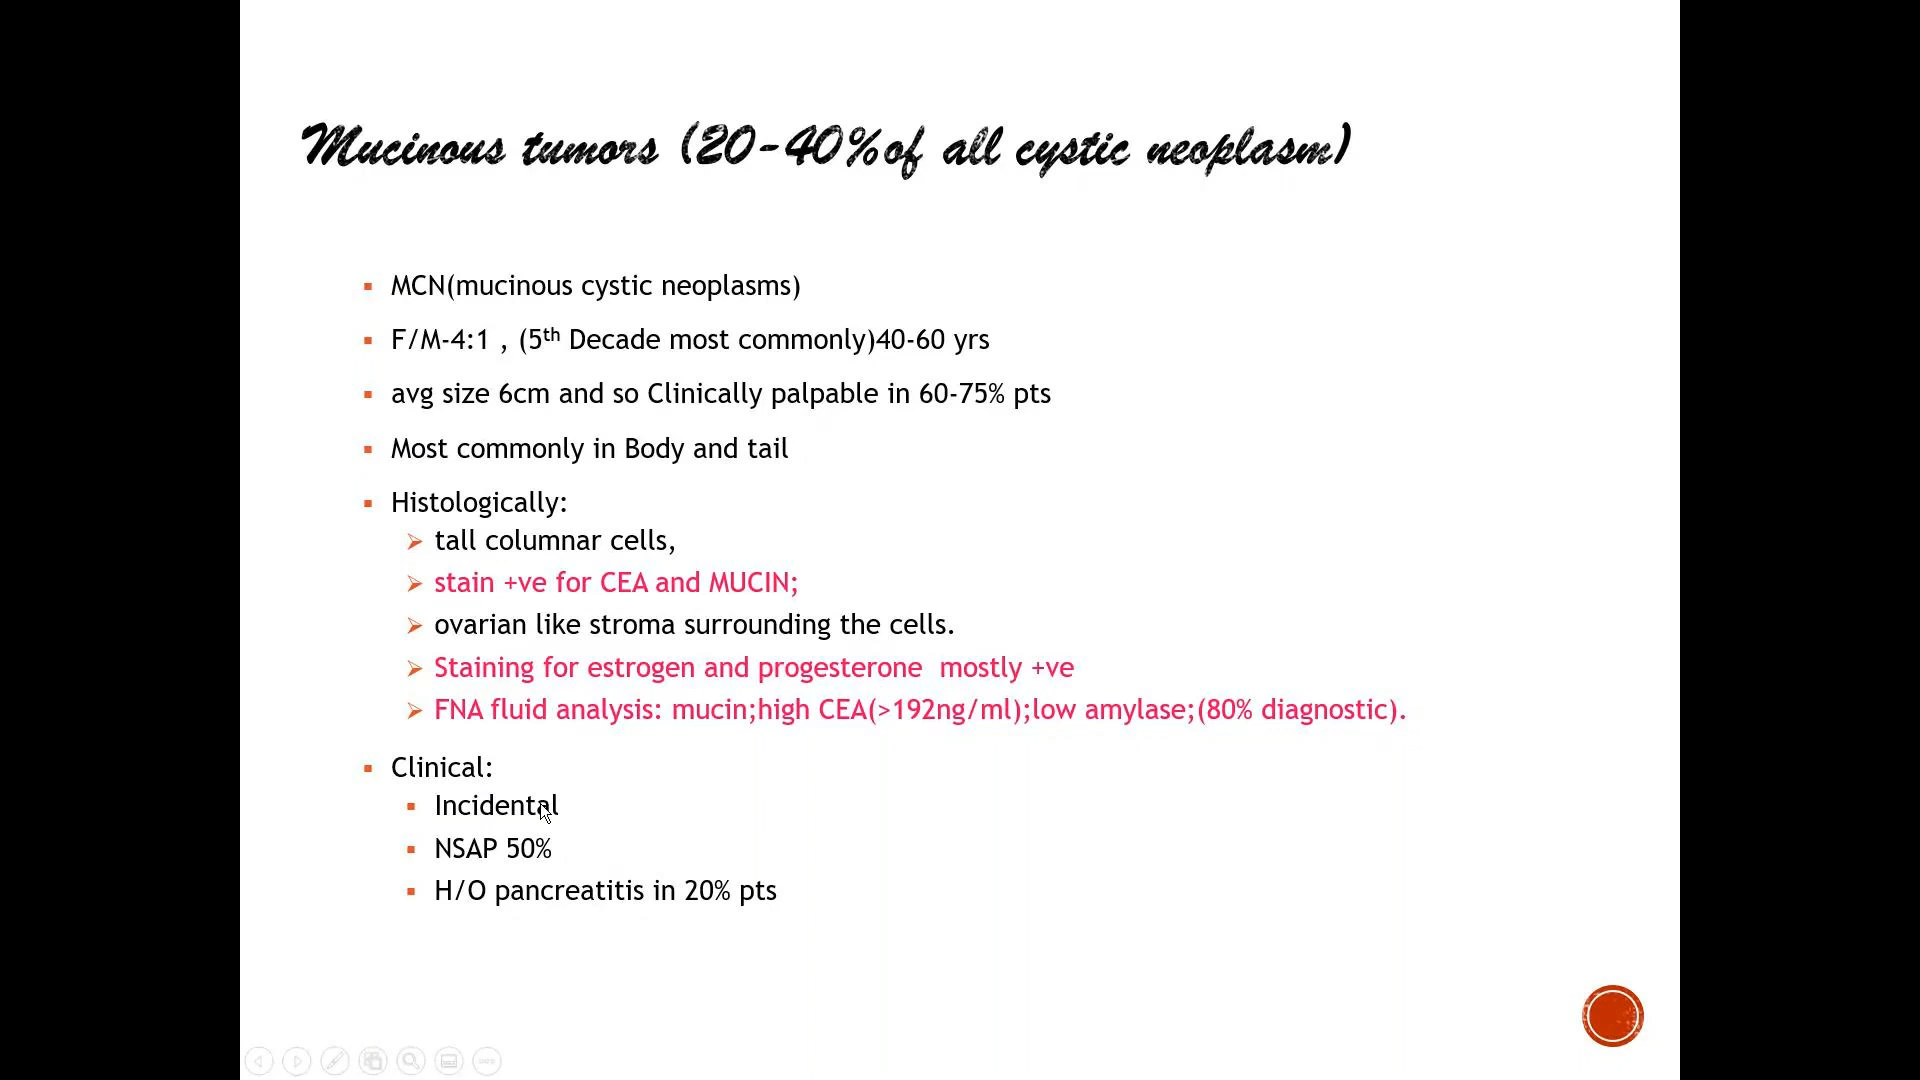 Mucinous tumors (20-40%of all cystic neoplasm)
MCN(mucinous cystic neoplasms)
F/M-4:1 , (5th Decade most commonly)40-60 yrs
avg size 6cm and so Clinically palpable in 60-75% pts
Most commonly in Body and tail
Histologically:
tall columnar cells,
stain +ve for CEA and MUCIN;
ovarian like stroma surrounding the cells.
Staining for estrogen and progesterone  mostly +ve
FNA fluid analysis: mucin;high CEA(>192ng/ml);low amylase;(80% diagnostic).
Clinical:
Incidental
NSAP 50%
H/O pancreatitis in 20% pts